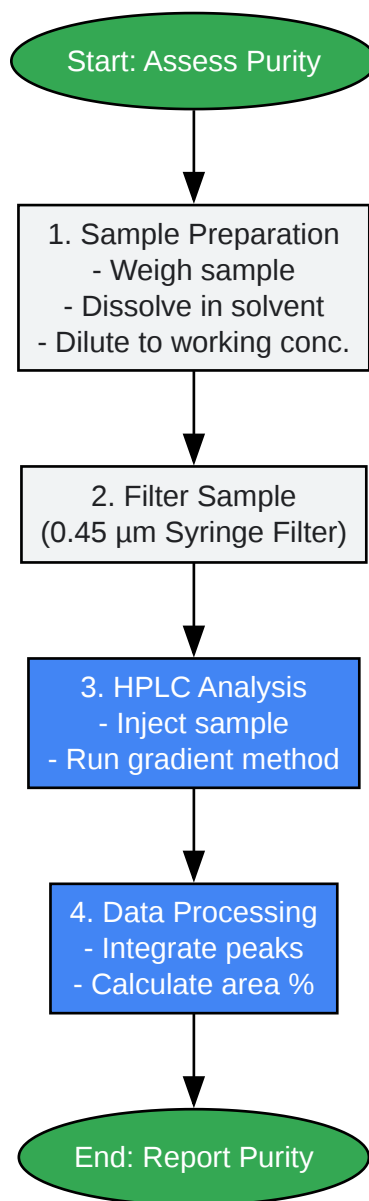 Start: Assess Purity
1. Sample Preparation
- Weigh sample
- Dissolve in solvent
- Dilute to working conc.
2. Filter Sample
(0.45 µm Syringe Filter)
3. HPLC Analysis
- Inject sample
- Run gradient method
4. Data Processing
- Integrate peaks
- Calculate area %
End: Report Purity